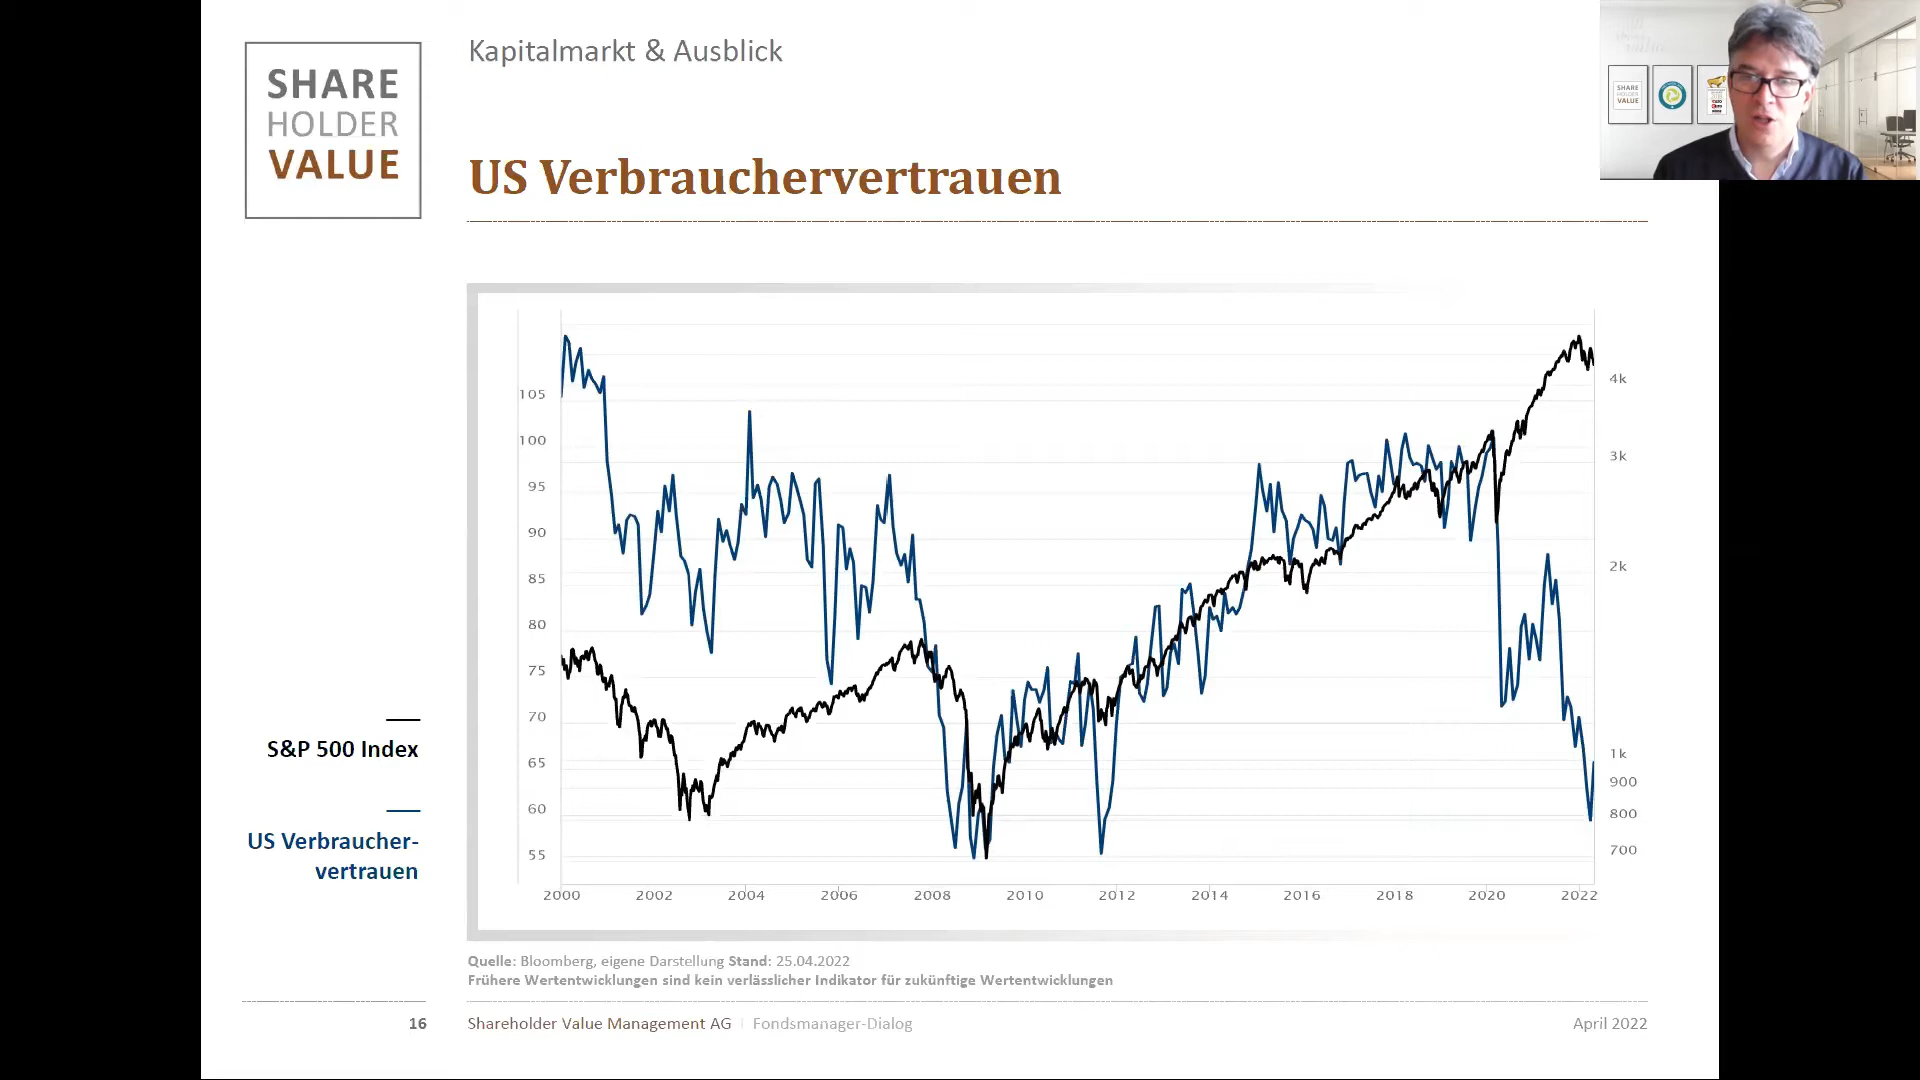 SHARE
HOLDER
VALUE
Kapitalmarkt & Ausblick
US Verbrauchervertrauen
SHARE
HOLDER
VALUE
105
100
95
90
85
80
75
70
65
60
55
4k
3k
2k
1k
900
800
700
2000 2002 2004 2006 2008 2010 2012 2014 2016 2018 2020 2022
S&P 500 Index
US Verbraucher-
vertrauen
Quelle: Bloomberg, eigene Darstellung Stand: 25.04.2022
Frühere Wertentwicklungen sind kein verlässlicher Indikator für zukünftige Wertentwicklungen
16
Shareholder Value Management AG | Fondsmanager-Dialog
April 2022